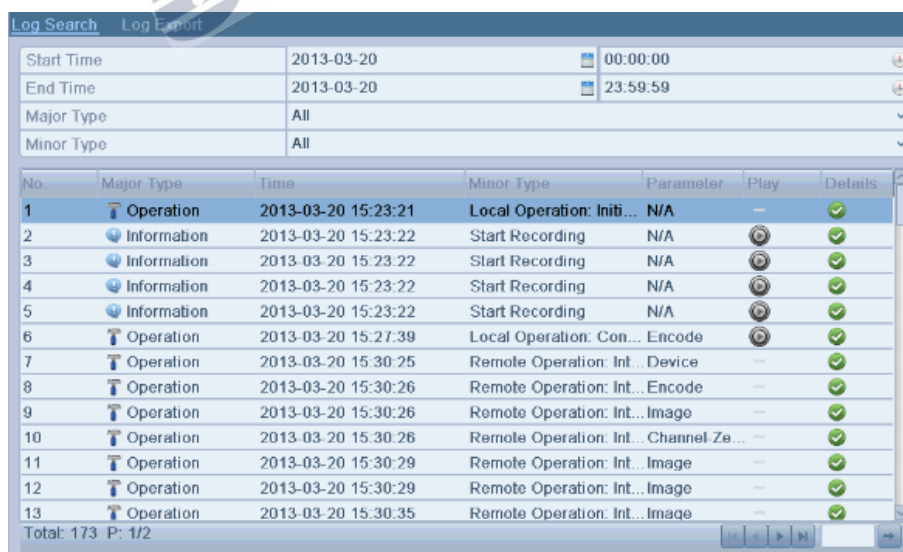 Log Search Log Export
Start Time 2013-03-20 00:00:00
End Time 2013-03-20 23:59:59
Major Type All
Minor Type All
No. Major Type Time Minor Type Parameter Play Details
1 Operation 2013-03-20 15:23:21 Local Operation: Initi... N/A —
2 Information 2013-03-20 15:23:22 Start Recording N/A
3 Information 2013-03-20 15:23:22 Start Recording N/A
4 Information 2013-03-20 15:23:22 Start Recording N/A
5 Information 2013-03-20 15:23:22 Start Recording N/A
6 Operation 2013-03-20 15:27:39 Local Operation: Con... Encode
7 Operation 2013-03-20 15:30:25 Remote Operation: Int... Device —
8 Operation 2013-03-20 15:30:26 Remote Operation: Int... Encode —
9 Operation 2013-03-20 15:30:26 Remote Operation: Int... Image —
10 Operation 2013-03-20 15:30:26 Remote Operation: Int... Channel-Ze... —
11 Operation 2013-03-20 15:30:29 Remote Operation: Int... Image —
12 Operation 2013-03-20 15:30:29 Remote Operation: Int... Image —
13 Operation 2013-03-20 15:30:35 Remote Operation: Int... Image —
Total: 173 P: 1/2